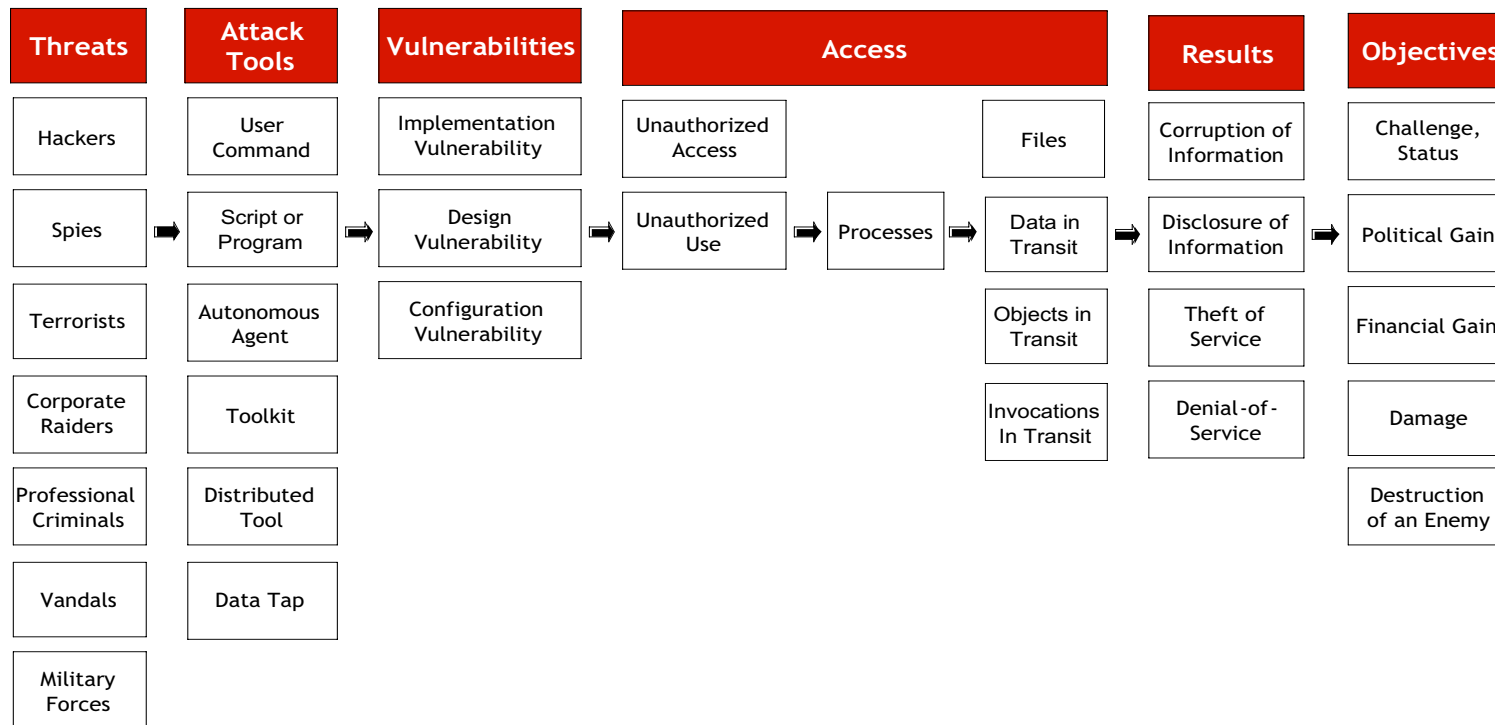 Threats
Attack
Tools
Vulnerabilities
Access
Results
Objectives
Hackers
Spies
Terrorists
Corporate
Raiders
Professional
Criminals
Vandals
Military
Forces
User
Command
Script or
Program
Autonomous
Agent
Toolkit
Distributed
Tool
Data Tap
Implementation
Vulnerability
Design
Vulnerability
Configuration
Vulnerability
Unauthorized
Access
Unauthorized
Use
Processes
Files
Data in
Transit
Objects in
Transit
Invocations
In Transit
Corruption of
Information
Disclosure of
Information
Theft of
Service
Denial-of-
Service
Challenge,
Status
Political Gain
Financial Gain
Damage
Destruction
of an Enemy